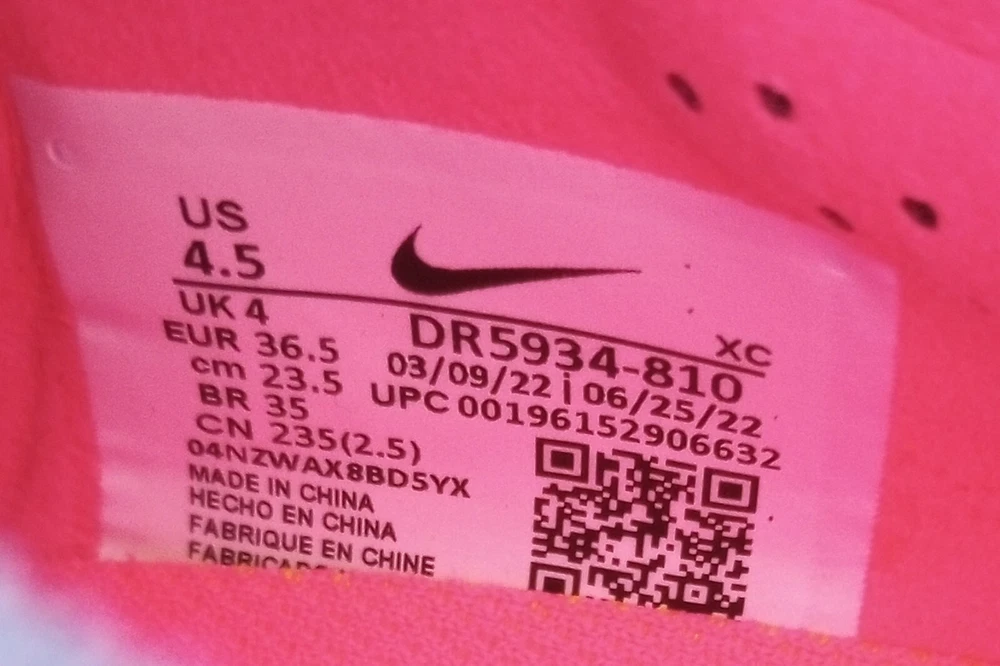 US
4.5
UK 4
EUR 36.5
cm 23.5
BR 35
CN 235(2.5)
04NZWAX8BD5YX
MADE IN CHINA
HECHO EN CHINA
FABRIQUE EN CHINE
XC
DR5934-810
03/09/22 | 06/25/22
UPC 00196152906632